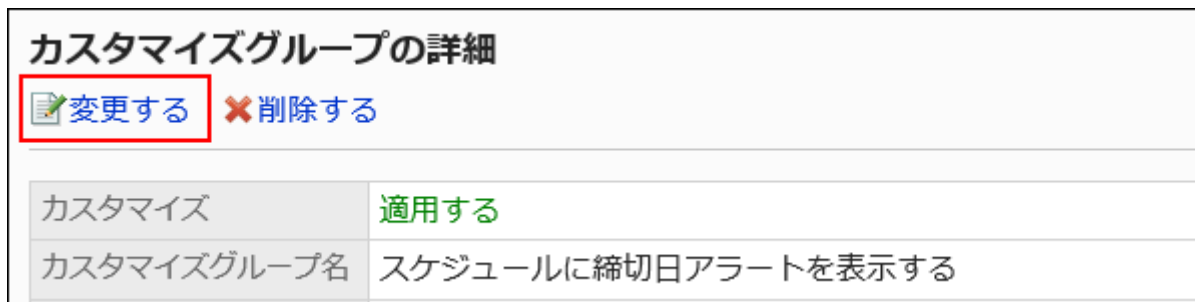 カスタマイズグループの詳細
変更する 削除する
カスタマイズ 適用する
カスタマイズグループ名 スケジュールに締切日アラートを表示する